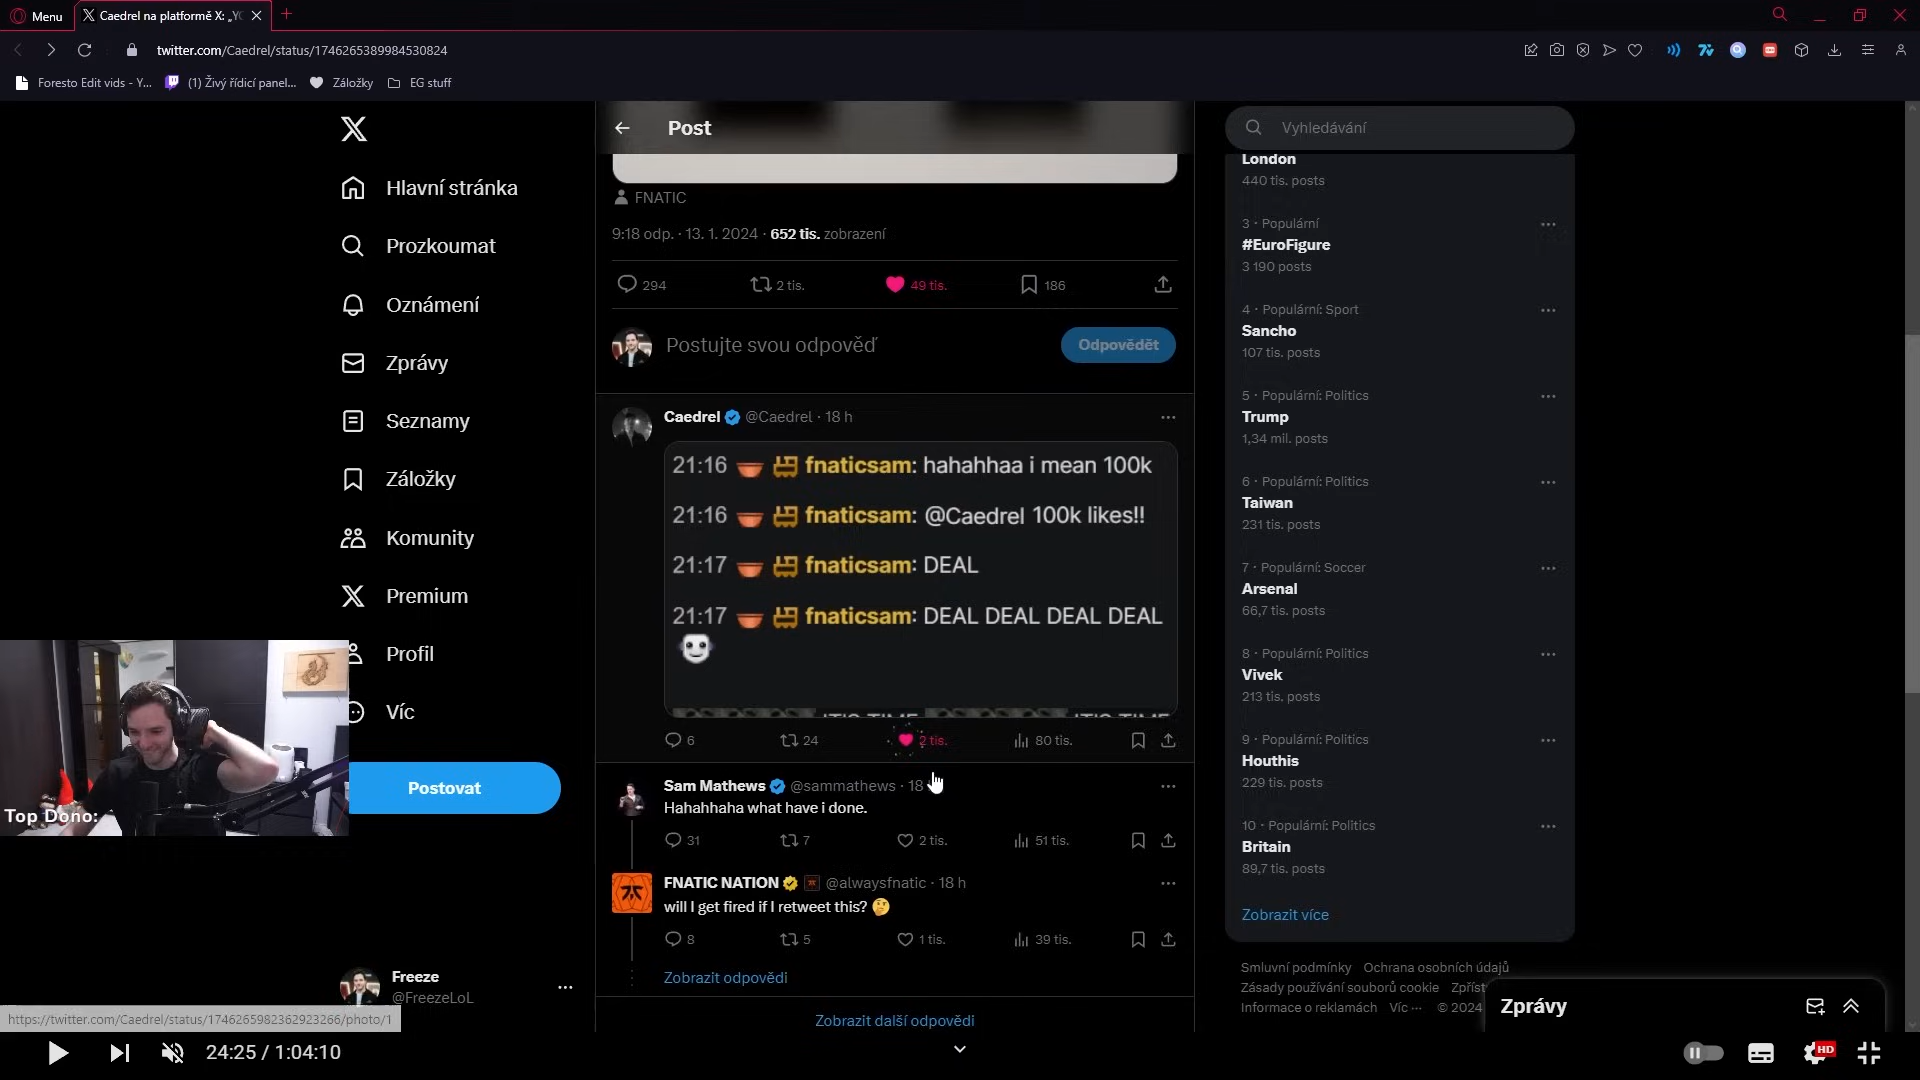 Menu
Caedrel na platformě X: „Y
twitter.com/Caedrel/status/1746265389984530824
Foresto Edit vids - Y...
(1) Živý řídicí panel...
Záložky
EG stuff
Hlavní stránka
Prozkoumat
Oznámení
Zprávy
Seznamy
Záložky
Komunity
Premium
Profil
Víc
Postovat
Top Dono:
Freeze
@FreezeLoL
https://twitter.com/Caedrel/status/1746265982362923266/photo/1
Post
FNATIC
9:18 odp. · 13. 1. 2024 · 652 tis. zobrazení
294 2 tis. 49 tis. 186
Postujte svou odpověď
Odpovědět
Caedrel @Caedrel · 18 h
21:16 fnaticsam: hahahhaa i mean 100k
21:16 fnaticsam: @Caedrel 100k likes!!
21:17 fnaticsam: DEAL
21:17 fnaticsam: DEAL DEAL DEAL DEAL
IT'S TIME IT'S TIME
6 24 2 tis. 80 tis.
Sam Mathews @sammathews · 18
Hahahhaha what have i done.
31 7 2 tis. 51 tis.
FNATIC NATION @alwaysfnatic · 18 h
will I get fired if I retweet this? 🤔
8 5 1 tis. 39 tis.
Zobrazit odpovědi
Zobrazit další odpovědi
Vyhledávání
London
440 tis. posts
3 · Populární
#EuroFigure
3 190 posts
4 · Populární: Sport
Sancho
107 tis. posts
5 · Populární: Politics
Trump
1,34 mil. posts
6 · Populární: Politics
Taiwan
231 tis. posts
7 · Populární: Soccer
Arsenal
66,7 tis. posts
8 · Populární: Politics
Vivek
213 tis. posts
9 · Populární: Politics
Houthis
229 tis. posts
10 · Populární: Politics
Britain
89,7 tis. posts
Zobrazit více
Smluvní podmínky Ochrana osobních údajů
Zásady používání souborů cookie Zpříst
Informace o reklamách Víc ··· © 2024
Zprávy
24:25 / 1:04:10
HD